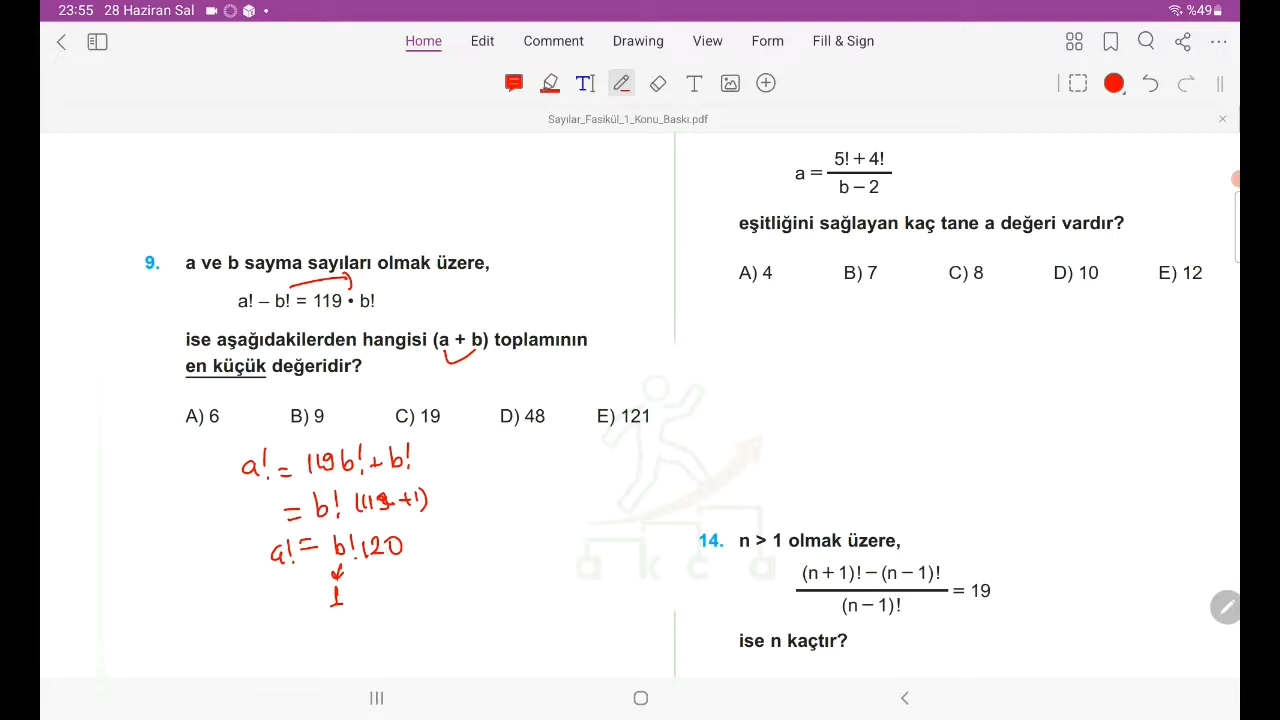 23:55 28 Haziran Sal
%49
Home Edit Comment Drawing View Form Fill & Sign
Sayılar_Fasikül_1_Konu_Baskı.pdf
9. a ve b sayma sayıları olmak üzere,
a! – b! = 119 • b!
ise aşağıdakilerden hangisi (a + b) toplamının
en küçük değeridir?
A) 6 B) 9 C) 19 D) 48 E) 121
a! = 119b! + b!
= b! (119+1)
a! = b! 120
1
a = 5! + 4! / b – 2
eşitliğini sağlayan kaç tane a değeri vardır?
A) 4 B) 7 C) 8 D) 10 E) 12
akça
14. n > 1 olmak üzere,
(n + 1)! – (n – 1)! / (n – 1)! = 19
ise n kaçtır?